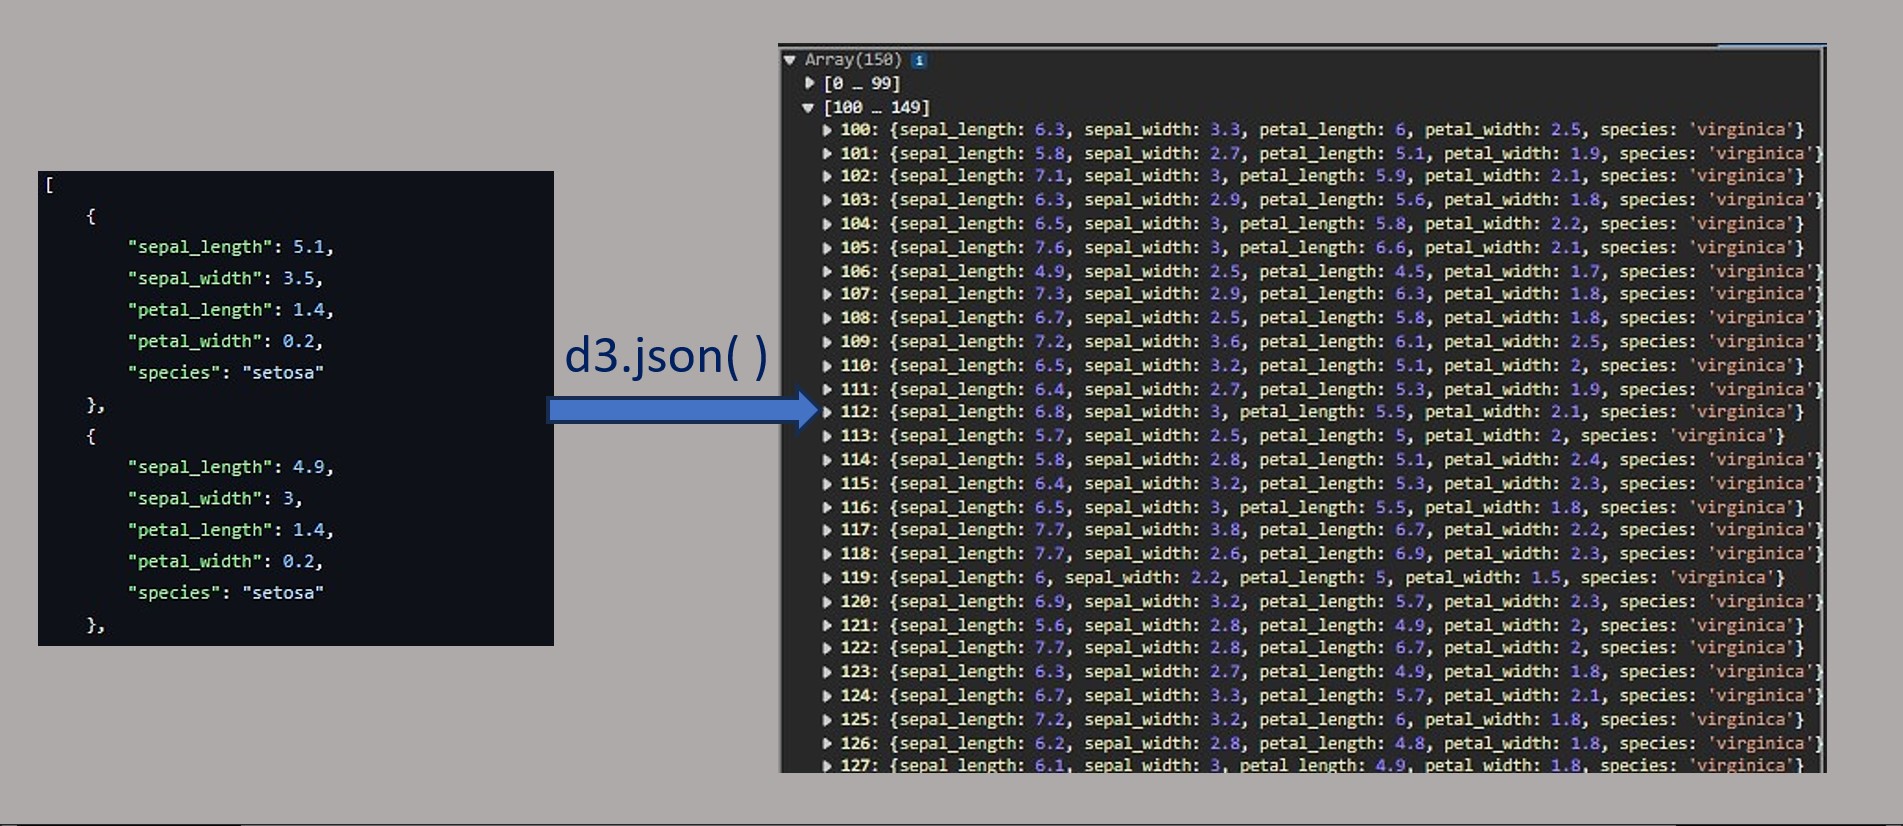 [
{
"sepal_length": 5.1,
"sepal_width": 3.5,
"petal_length": 1.4,
"petal_width": 0.2,
"species": "setosa"
},
{
"sepal_length": 4.9,
"sepal_width": 3,
"petal_length": 1.4,
"petal_width": 0.2,
"species": "setosa"
},
d3.json( )
▼ Array(150) i
▶ [0 … 99]
▼ [100 … 149]
▶ 100: {sepal_length: 6.3, sepal_width: 3.3, petal_length: 6, petal_width: 2.5, species: 'virginica'}
▶ 101: {sepal_length: 5.8, sepal_width: 2.7, petal_length: 5.1, petal_width: 1.9, species: 'virginica'}
▶ 102: {sepal_length: 7.1, sepal_width: 3, petal_length: 5.9, petal_width: 2.1, species: 'virginica'}
▶ 103: {sepal_length: 6.3, sepal_width: 2.9, petal_length: 5.6, petal_width: 1.8, species: 'virginica'}
▶ 104: {sepal_length: 6.5, sepal_width: 3, petal_length: 5.8, petal_width: 2.2, species: 'virginica'}
▶ 105: {sepal_length: 7.6, sepal_width: 3, petal_length: 6.6, petal_width: 2.1, species: 'virginica'}
▶ 106: {sepal_length: 4.9, sepal_width: 2.5, petal_length: 4.5, petal_width: 1.7, species: 'virginica'}
▶ 107: {sepal_length: 7.3, sepal_width: 2.9, petal_length: 6.3, petal_width: 1.8, species: 'virginica'}
▶ 108: {sepal_length: 6.7, sepal_width: 2.5, petal_length: 5.8, petal_width: 1.8, species: 'virginica'}
▶ 109: {sepal_length: 7.2, sepal_width: 3.6, petal_length: 6.1, petal_width: 2.5, species: 'virginica'}
▶ 110: {sepal_length: 6.5, sepal_width: 3.2, petal_length: 5.1, petal_width: 2, species: 'virginica'}
▶ 111: {sepal_length: 6.4, sepal_width: 2.7, petal_length: 5.3, petal_width: 1.9, species: 'virginica'}
▶ 112: {sepal_length: 6.8, sepal_width: 3, petal_length: 5.5, petal_width: 2.1, species: 'virginica'}
▶ 113: {sepal_length: 5.7, sepal_width: 2.5, petal_length: 5, petal_width: 2, species: 'virginica'}
▶ 114: {sepal_length: 5.8, sepal_width: 2.8, petal_length: 5.1, petal_width: 2.4, species: 'virginica'}
▶ 115: {sepal_length: 6.4, sepal_width: 3.2, petal_length: 5.3, petal_width: 2.3, species: 'virginica'}
▶ 116: {sepal_length: 6.5, sepal_width: 3, petal_length: 5.5, petal_width: 1.8, species: 'virginica'}
▶ 117: {sepal_length: 7.7, sepal_width: 3.8, petal_length: 6.7, petal_width: 2.2, species: 'virginica'}
▶ 118: {sepal_length: 7.7, sepal_width: 2.6, petal_length: 6.9, petal_width: 2.3, species: 'virginica'}
▶ 119: {sepal_length: 6, sepal_width: 2.2, petal_length: 5, petal_width: 1.5, species: 'virginica'}
▶ 120: {sepal_length: 6.9, sepal_width: 3.2, petal_length: 5.7, petal_width: 2.3, species: 'virginica'}
▶ 121: {sepal_length: 5.6, sepal_width: 2.8, petal_length: 4.9, petal_width: 2, species: 'virginica'}
▶ 122: {sepal_length: 7.7, sepal_width: 2.8, petal_length: 6.7, petal_width: 2, species: 'virginica'}
▶ 123: {sepal_length: 6.3, sepal_width: 2.7, petal_length: 4.9, petal_width: 1.8, species: 'virginica'}
▶ 124: {sepal_length: 6.7, sepal_width: 3.3, petal_length: 5.7, petal_width: 2.1, species: 'virginica'}
▶ 125: {sepal_length: 7.2, sepal_width: 3.2, petal_length: 6, petal_width: 1.8, species: 'virginica'}
▶ 126: {sepal_length: 6.2, sepal_width: 2.8, petal_length: 4.8, petal_width: 1.8, species: 'virginica'}
▶ 127: {sepal_length: 6.1, sepal_width: 3, petal_length: 4.9, petal_width: 1.8, species: 'virginica'}